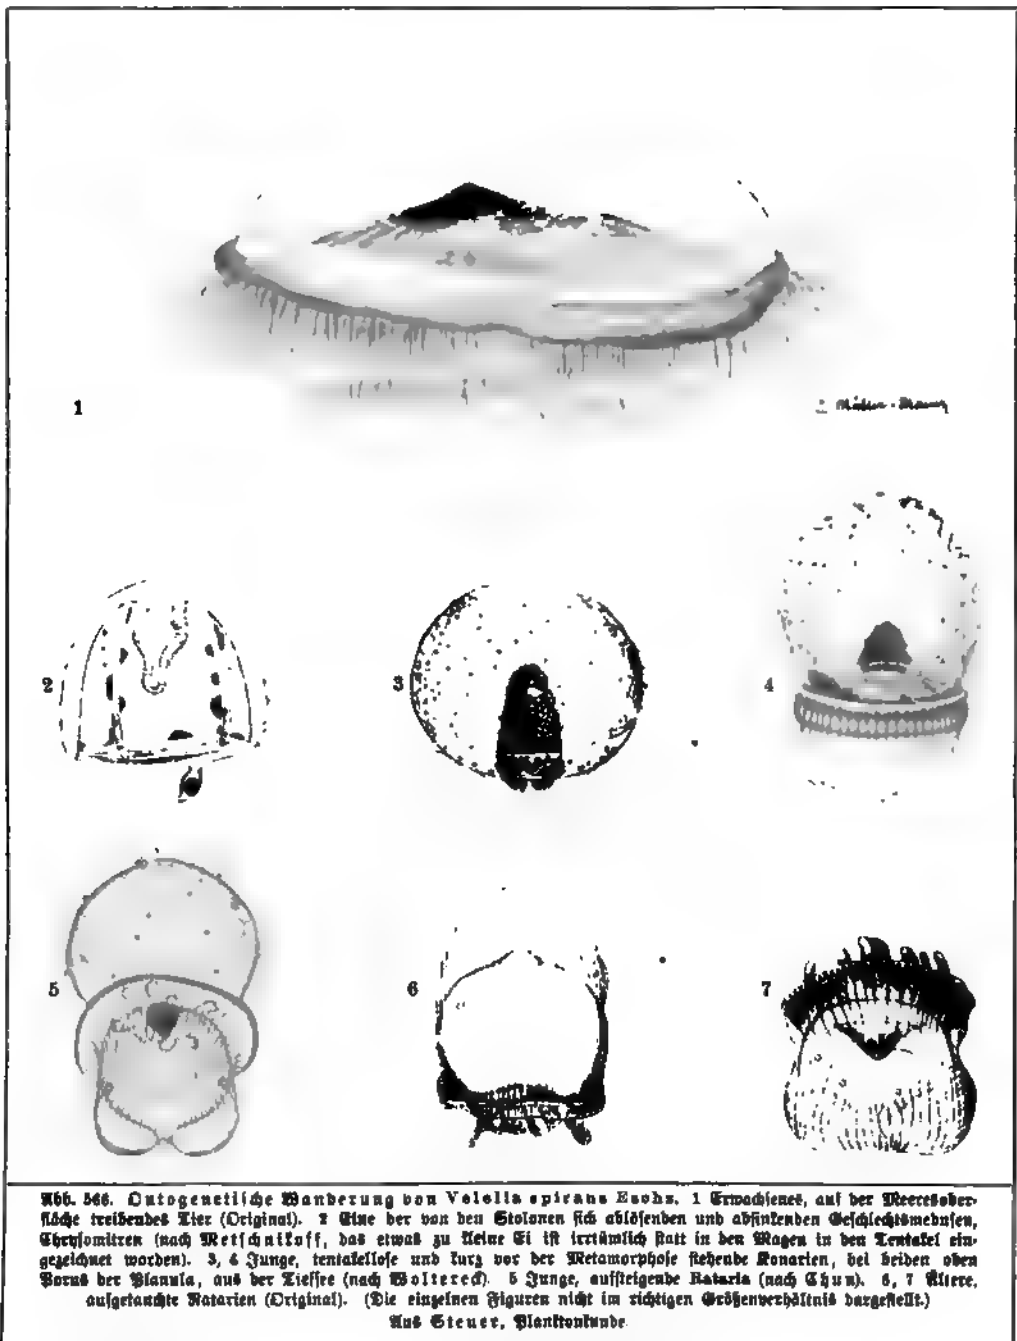 1
Müller-Mainz
2
3
4
5
6
7
Abb. 566. Ontogenetische Wanderung von Velella spirans Eschs. 1 Erwachsenes, auf der Meeresober-
fläche treibendes Tier (Original). 2 Eine der von den Stolonen sich ablösenden und absinkenden Geschlechtsmedusen,
Chrysomitren (nach Metschnikoff, das etwas zu kleine Ei ist irrtümlich statt in den Magen in den Tentakel ein-
gezeichnet worden). 3, 4 Junge, tentakellose und kurz vor der Metamorphose stehende Konarien, bei beiden oben
Porus der Planula, aus der Tiefsee (nach Woltereck). 5 Junge, aufsteigende Rataria (nach Chun). 6, 7 Ältere,
aufgetauchte Ratarien (Original). (Die einzelnen Figuren nicht im richtigen Größenverhältnis dargestellt.)
Aus Steuer, Planktonkunde